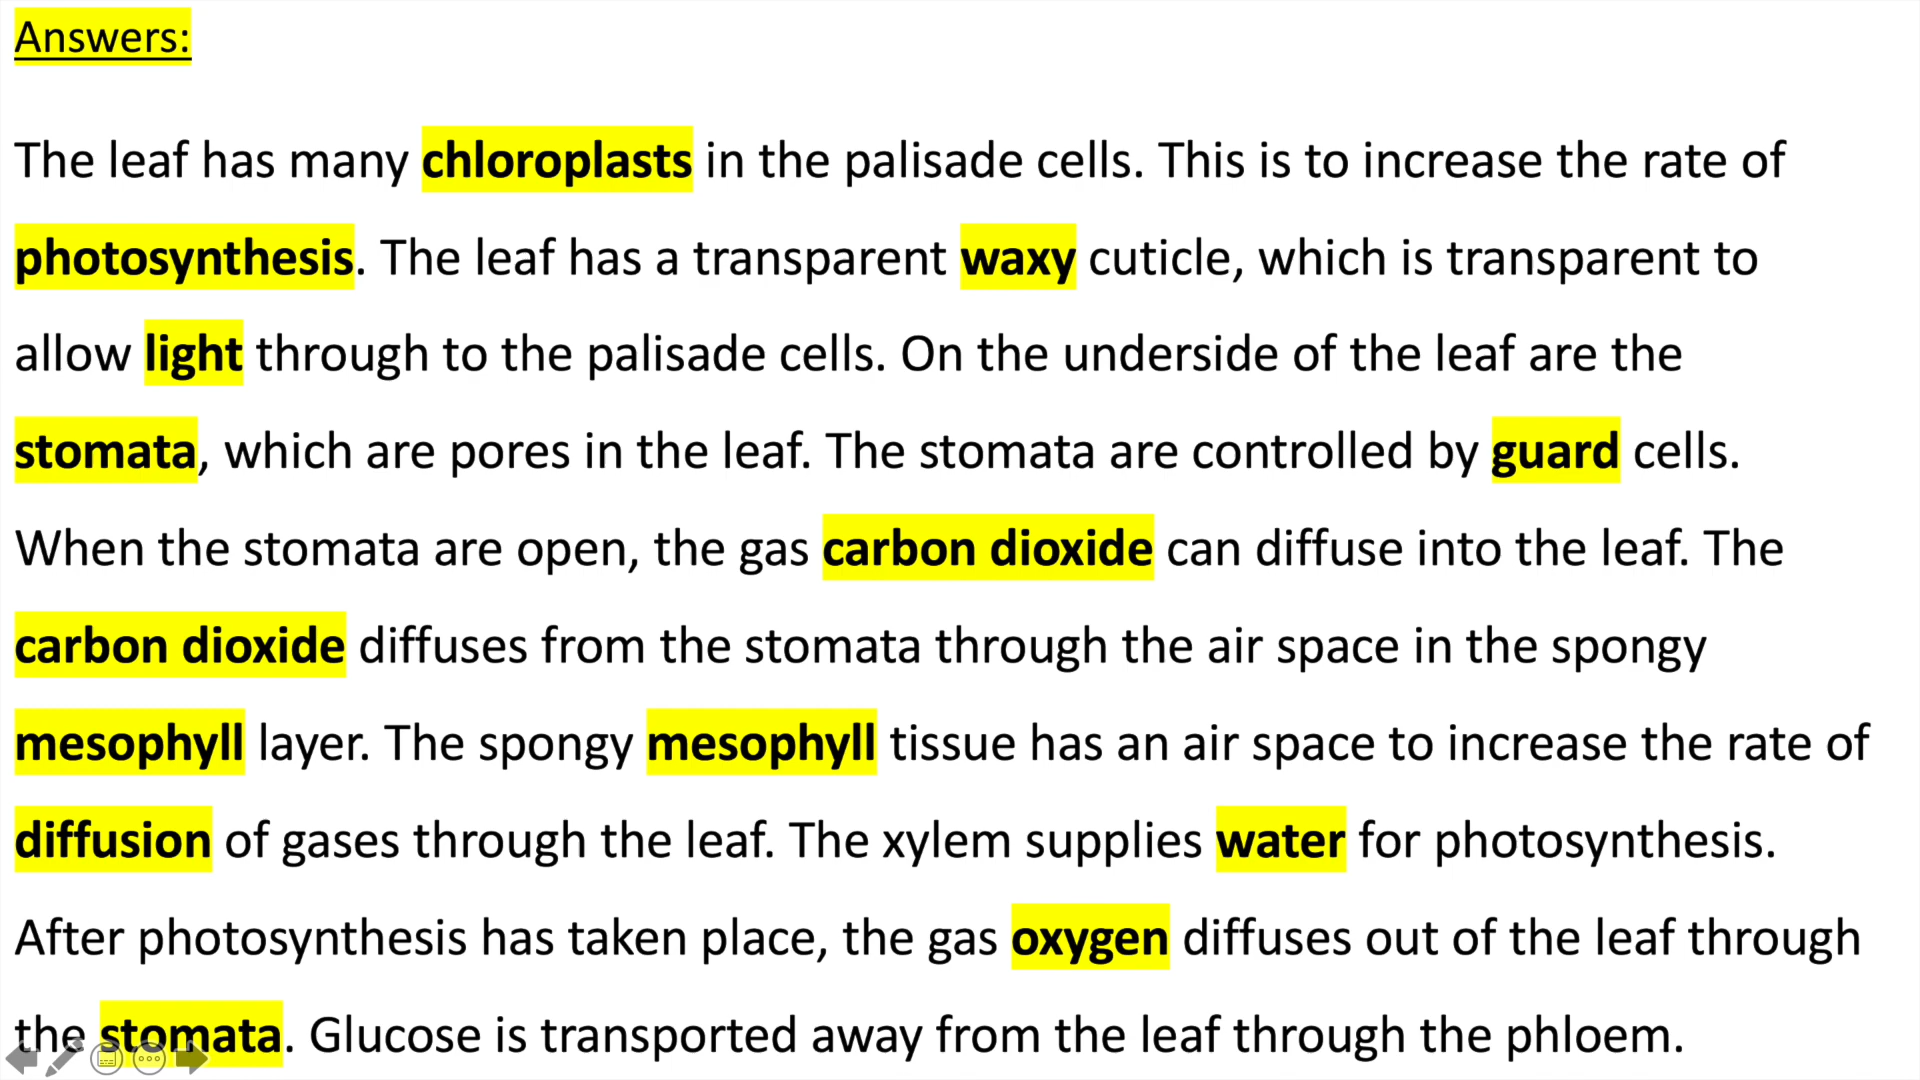 Answers:
The leaf has many chloroplasts in the palisade cells. This is to increase the rate of
photosynthesis. The leaf has a transparent waxy cuticle, which is transparent to
allow light through to the palisade cells. On the underside of the leaf are the
stomata, which are pores in the leaf. The stomata are controlled by guard cells.
When the stomata are open, the gas carbon dioxide can diffuse into the leaf. The
carbon dioxide diffuses from the stomata through the air space in the spongy
mesophyll layer. The spongy mesophyll tissue has an air space to increase the rate of
diffusion of gases through the leaf. The xylem supplies water for photosynthesis.
After photosynthesis has taken place, the gas oxygen diffuses out of the leaf through
the stomata. Glucose is transported away from the leaf through the phloem.